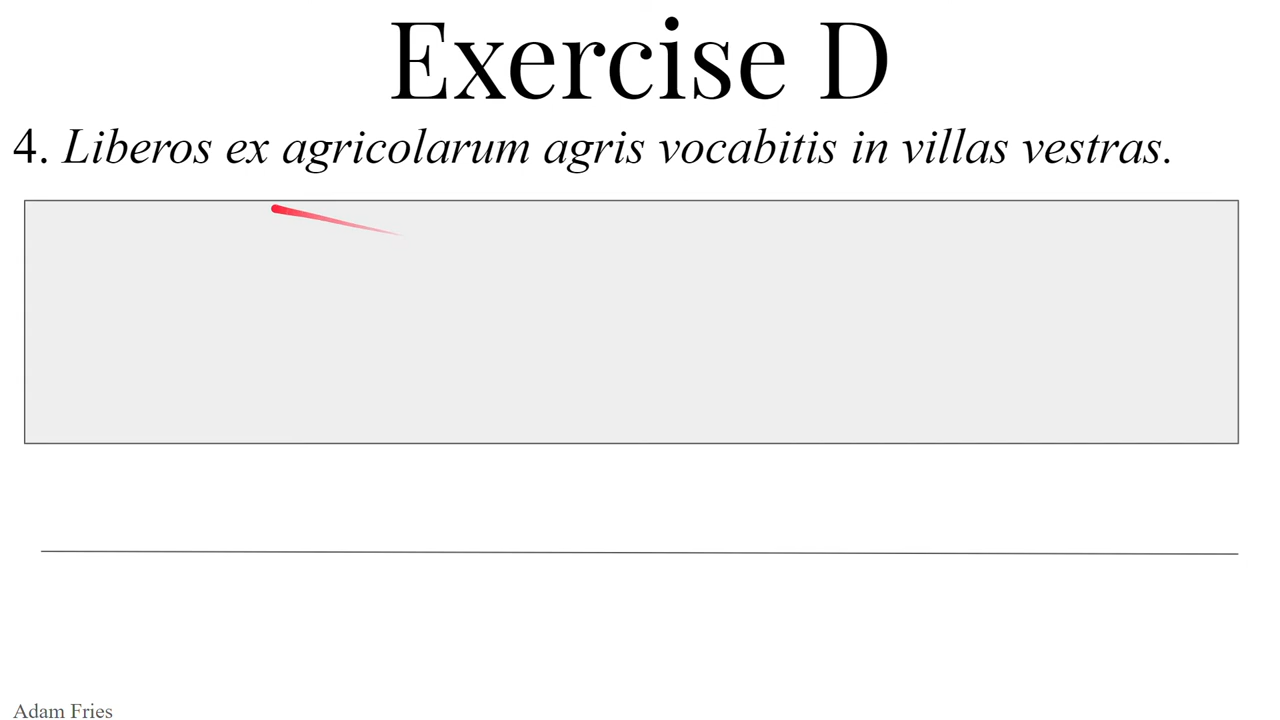 Exercise D
4. Liberos ex agricolarum agris vocabitis in villas vestras.
Adam Fries